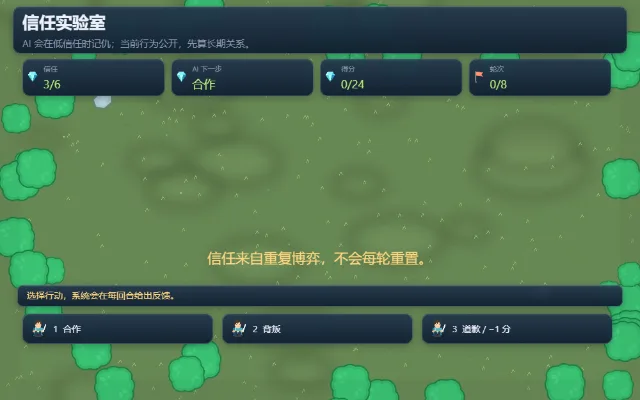 信任实验室
AI 会在低信任时记仇；当前行为公开，先算长期关系。
信任
3/6
AI 下一步
合作
得分
0/24
轮次
0/8
信任来自重复博弈，不会每轮重置。
选择行动，系统会在每回合给出反馈。
1 合作
2 背叛
3 道歉 / −1 分